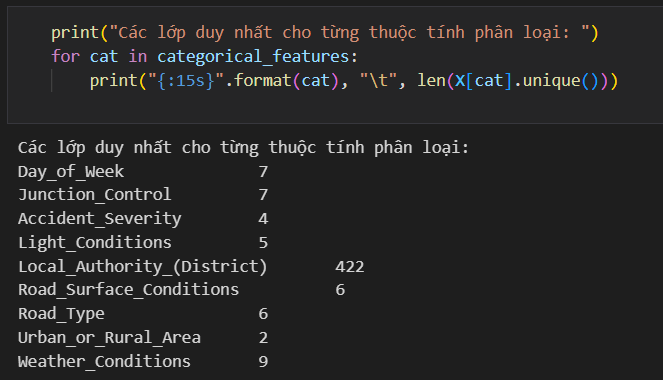 print("Các lớp duy nhất cho từng thuộc tính phân loại: ")
for cat in categorical_features:
    print("{:15s}".format(cat), "\t", len(X[cat].unique()))
Các lớp duy nhất cho từng thuộc tính phân loại:
Day_of_Week 7
Junction_Control 7
Accident_Severity 4
Light_Conditions 5
Local_Authority_(District) 422
Road_Surface_Conditions 6
Road_Type 6
Urban_or_Rural_Area 2
Weather_Conditions 9